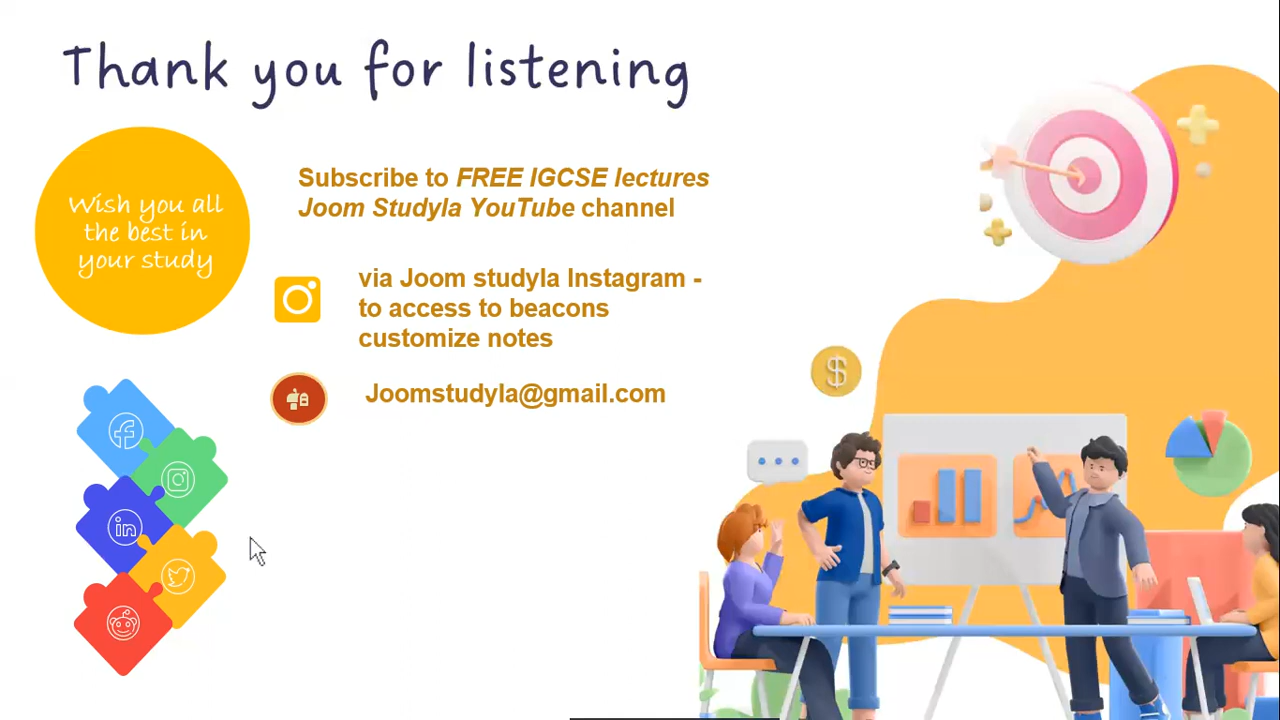 Thank you for listening
Wish you all
the best in
your study
Subscribe to FREE IGCSE lectures
Joom Studyla YouTube channel
via Joom studyla Instagram -
to access to beacons
customize notes
Joomstudyla@gmail.com